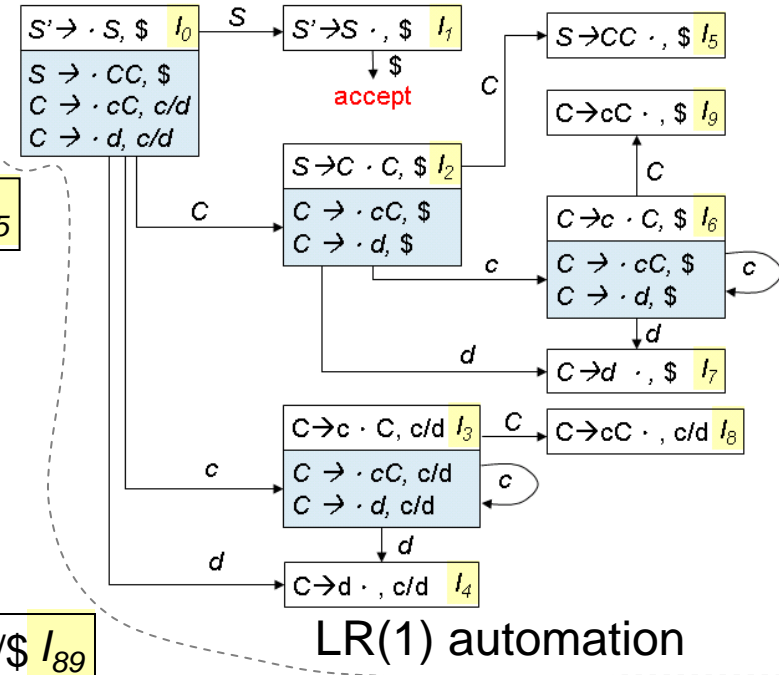 S'→ · S, $ I0
S → · CC, $
C → · cC, c/d
C → · d, c/d
S
S'→S · , $ I1
$
accept
C
S→CC · , $ I5
C→cC · , $ I9
C
S→C · C, $ I2
C → · cC, $
C → · d, $
C
c
C→c · C, $ I6
C → · cC, $
C → · d, $
c
d
d
C→d · , $ I7
5
C→c · C, c/d I3
C → · cC, c/d
C → · d, c/d
C
C→cC · , c/d I8
c
c
d
d
C→d · , c/d I4
/$ I89
LR(1) automation